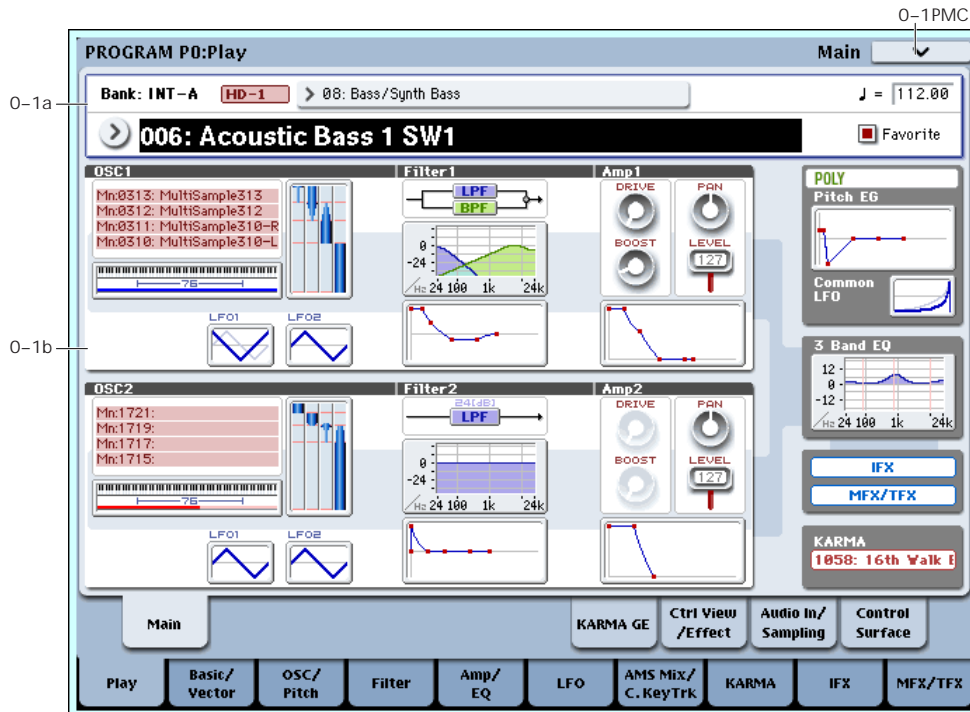 0–1PMC
PROGRAM P0:Play
Main
0–1a
Bank: INT-A
HD-1
08: Bass/Synth Bass
♩ = 112.00
006: Acoustic Bass 1 SW1
Favorite
OSC1
Filter1
Amp1
Mn:0313: MultiSample313
Mn:0312: MultiSample312
Mn:0311: MultiSample310-R
Mn:0310: MultiSample310-L
76
LFO1
LFO2
LPF
BPF
0
-24
Hz 24 100 1k 24k
DRIVE
PAN
BOOST
LEVEL
127
POLY
Pitch EG
Common
LFO
0–1b
3 Band EQ
12
0
-12
Hz 24 100 1k 24k
OSC2
Filter2
Amp2
Mn:1721:
Mn:1719:
Mn:1717:
Mn:1715:
76
LFO1
LFO2
24[dB]
LPF
0
-24
Hz 24 100 1k 24k
DRIVE
PAN
BOOST
LEVEL
127
IFX
MFX/TFX
KARMA
1058: 16th Walk
Main
KARMA GE
Ctrl View
/Effect
Audio In/
Sampling
Control
Surface
Play
Basic/
Vector
OSC/
Pitch
Filter
Amp/
EQ
LFO
AMS Mix/
C.KeyTrk
KARMA
IFX
MFX/TFX